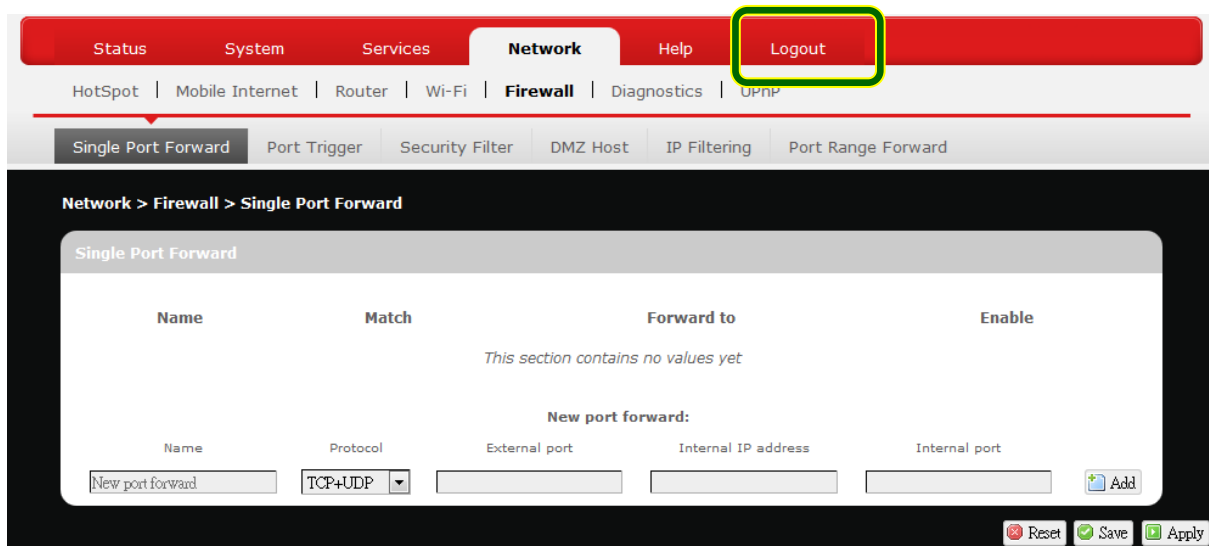 Status System Services Network Help Logout
HotSpot | Mobile Internet | Router | Wi-Fi | Firewall | Diagnostics | UPnP
Single Port Forward Port Trigger Security Filter DMZ Host IP Filtering Port Range Forward
Network > Firewall > Single Port Forward
Single Port Forward
Name Match Forward to Enable
This section contains no values yet
New port forward:
Name Protocol External port Internal IP address Internal port
New port forward TCP+UDP Add
Reset Save Apply